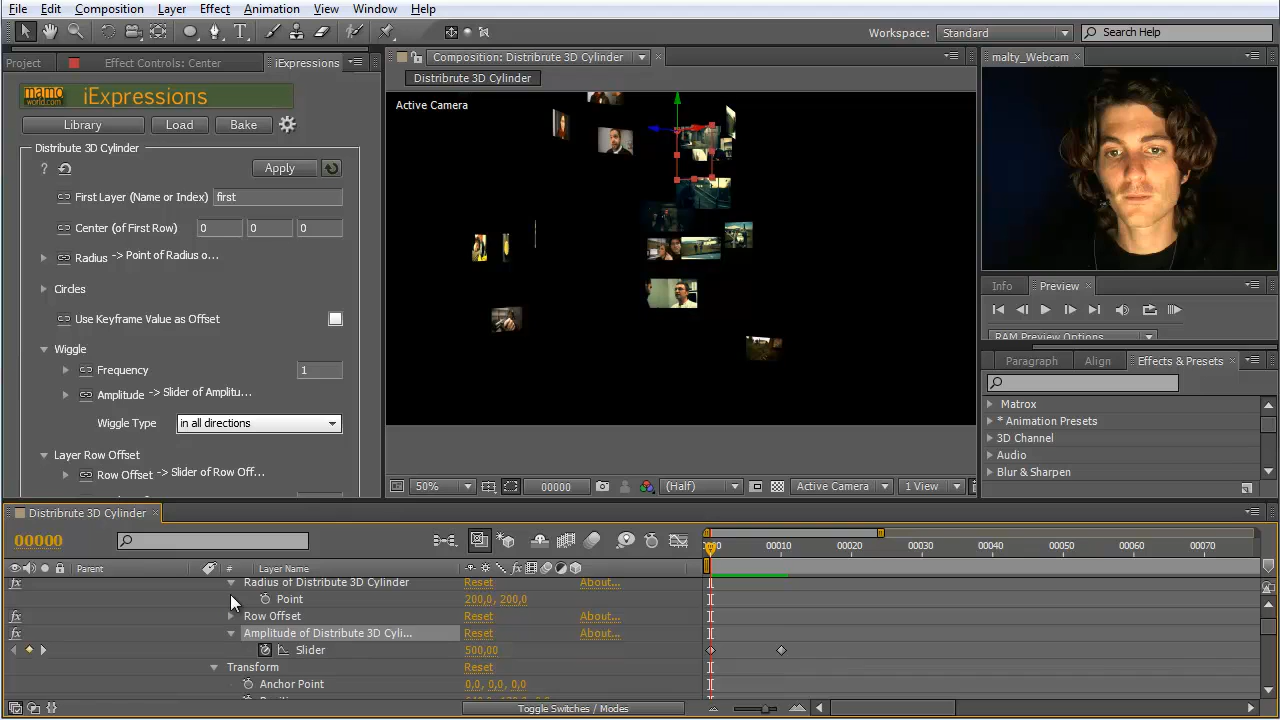 File Edit Composition Layer Effect Animation View Window Help
Workspace: Standard Search Help
Project Effect Controls: Center iExpressions
Composition: Distribrute 3D Cylinder
malty_Webcam
Distribrute 3D Cylinder
mamo world.com iExpressions
Active Camera
Library Load Bake
Distribute 3D Cylinder
? Apply
First Layer (Name or Index) first
Center (of First Row) 0 0 0
Radius -> Point of Radius o...
Circles
Use Keyframe Value as Offset
Wiggle
Frequency 1
Amplitude -> Slider of Amplitu...
Wiggle Type in all directions
Layer Row Offset
Row Offset -> Slider of Row Off...
Info Preview
RAM Preview Options
Paragraph Align Effects & Presets
Matrox
* Animation Presets
3D Channel
Audio
Blur & Sharpen
50% 00000 (Half) Active Camera 1 View
Distribrute 3D Cylinder
00000
00010 00020 00030 00040 00050 00060 00070
Parent # Layer Name
Radius of Distribute 3D Cylinder Reset About...
Point 200,0, 200,0
Row Offset Reset About...
Amplitude of Distribute 3D Cyli... Reset About...
Slider 500,00
Transform Reset
Anchor Point 0,0, 0,0, 0,0
Toggle Switches / Modes